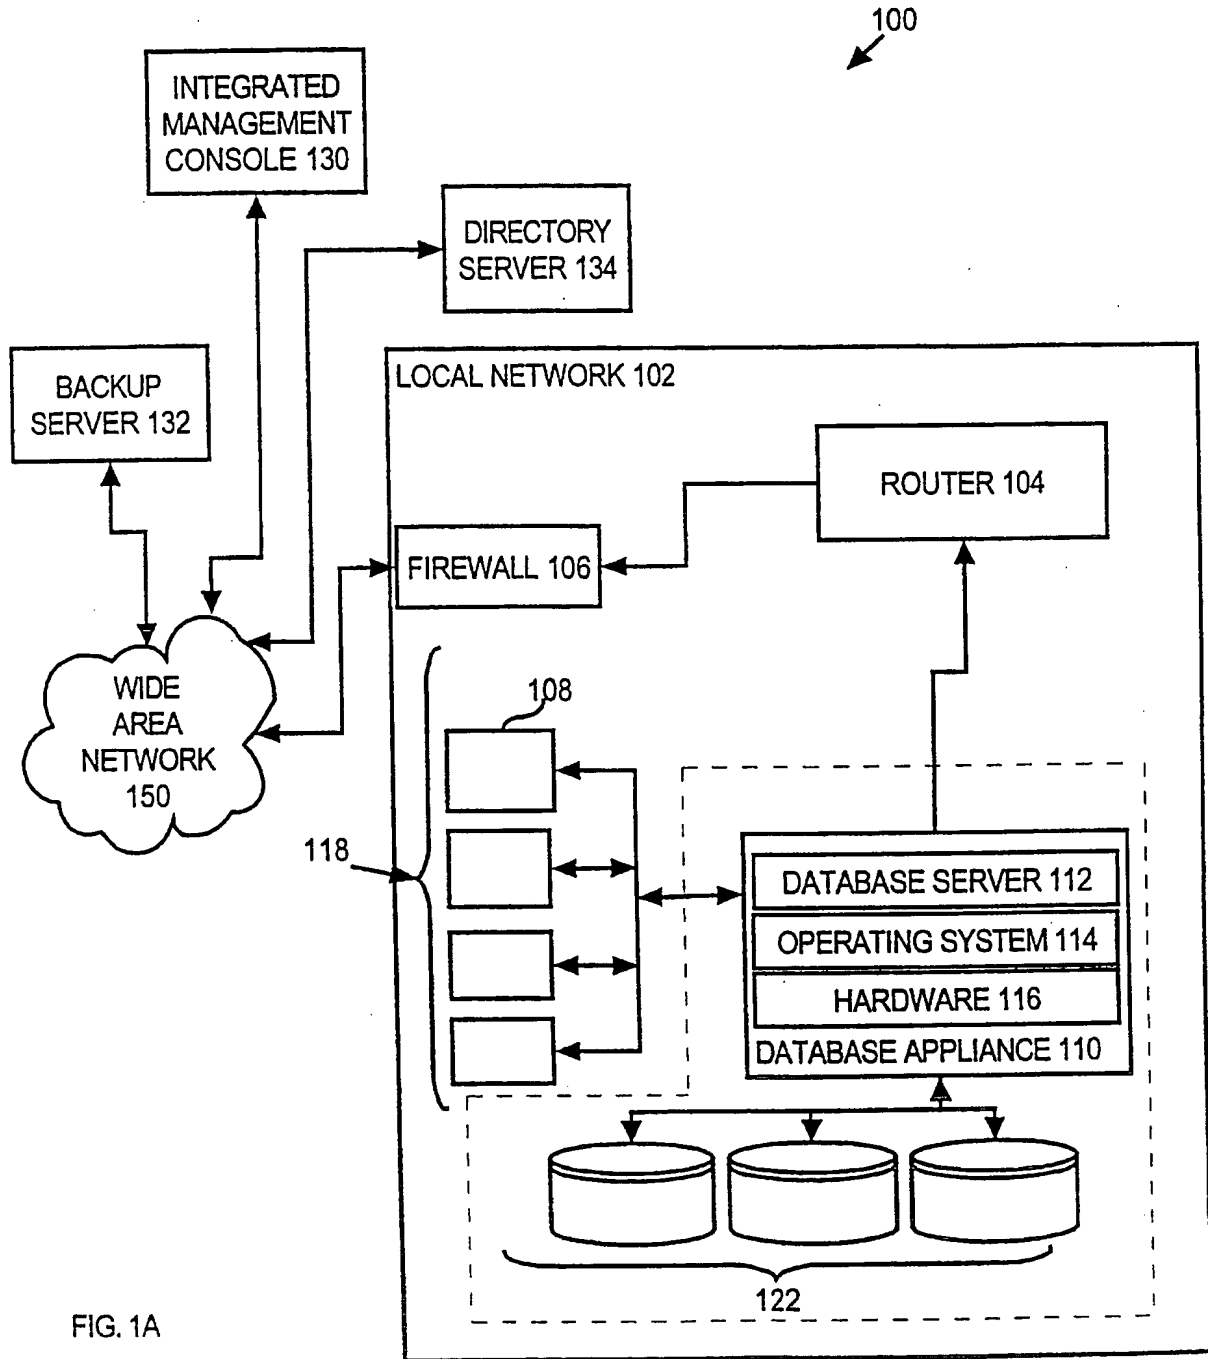 100
INTEGRATED
MANAGEMENT
CONSOLE 130
DIRECTORY
SERVER 134
BACKUP
SERVER 132
LOCAL NETWORK 102
ROUTER 104
FIREWALL 106
WIDE
AREA
NETWORK
150
108
118
DATABASE SERVER 112
OPERATING SYSTEM 114
HARDWARE 116
DATABASE APPLIANCE 110
122
FIG. 1A